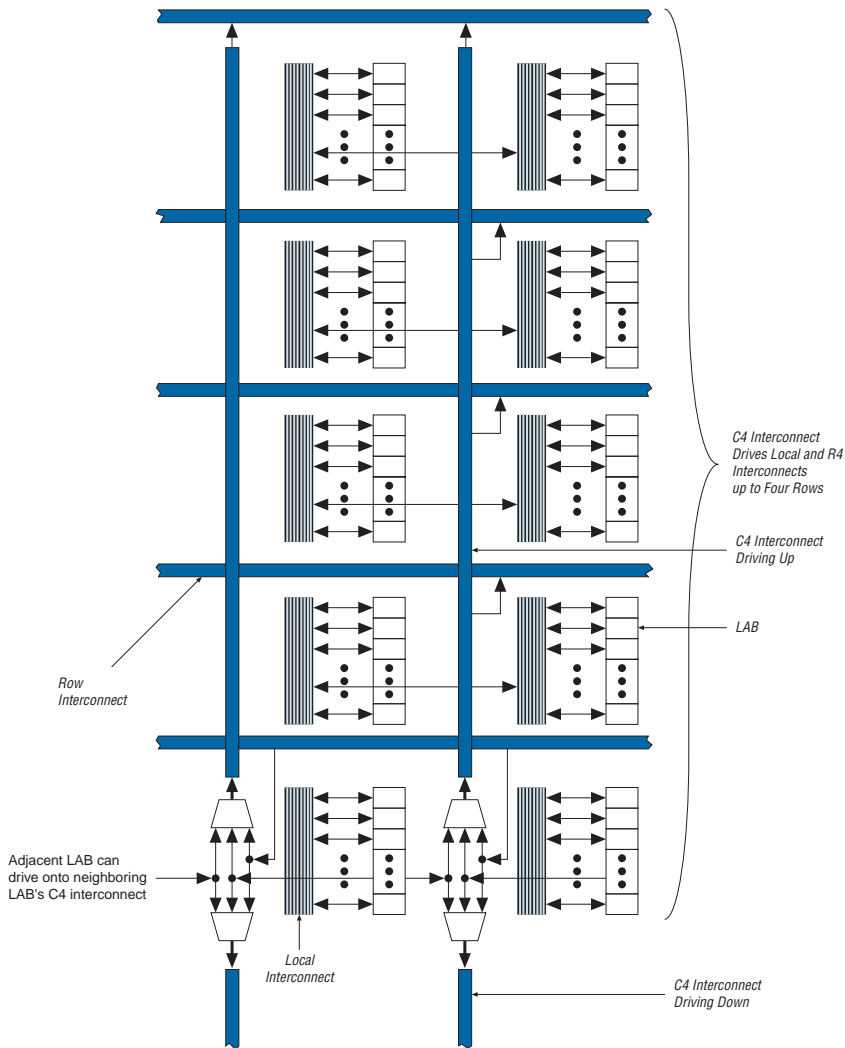 C4 Interconnect
Drives Local and R4
Interconnects
up to Four Rows
C4 Interconnect
Driving Up
LAB
Row
Interconnect
Adjacent LAB can
drive onto neighboring
LAB's C4 interconnect
Local
Interconnect
C4 Interconnect
Driving Down